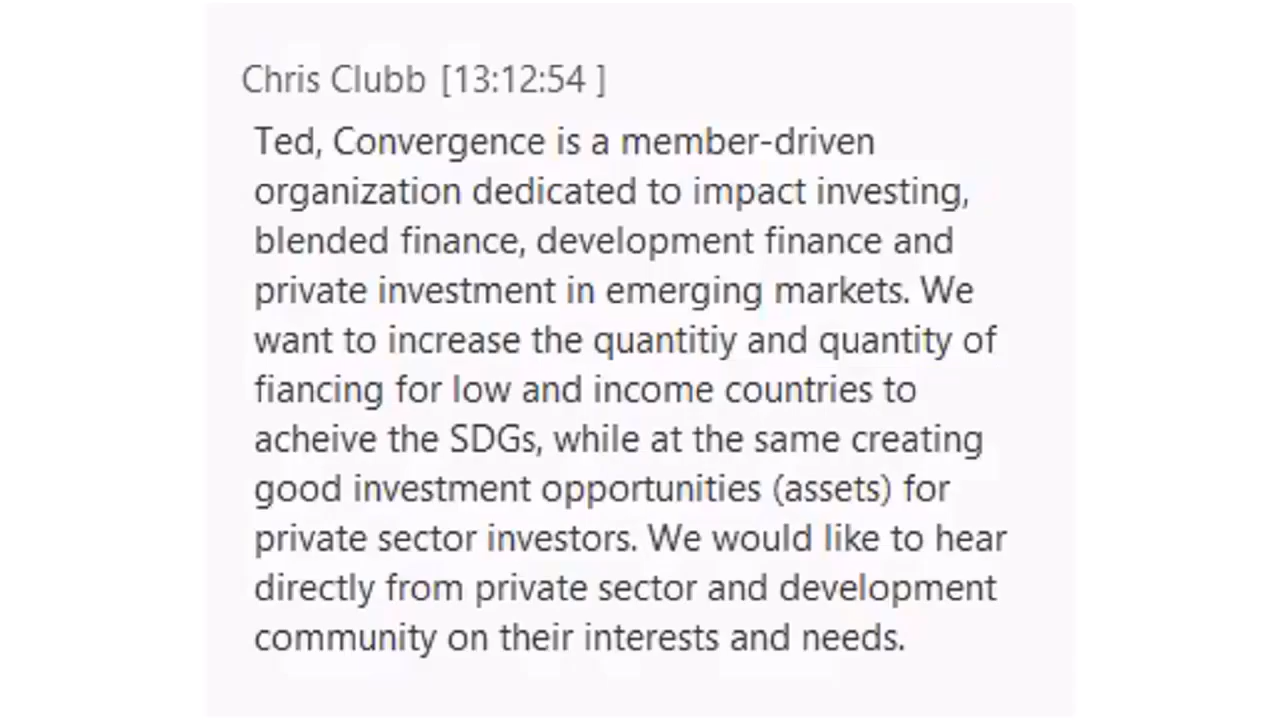 Chris Clubb [13:12:54 ]
Ted, Convergence is a member-driven
organization dedicated to impact investing,
blended finance, development finance and
private investment in emerging markets. We
want to increase the quantitiy and quantity of
fiancing for low and income countries to
acheive the SDGs, while at the same creating
good investment opportunities (assets) for
private sector investors. We would like to hear
directly from private sector and development
community on their interests and needs.